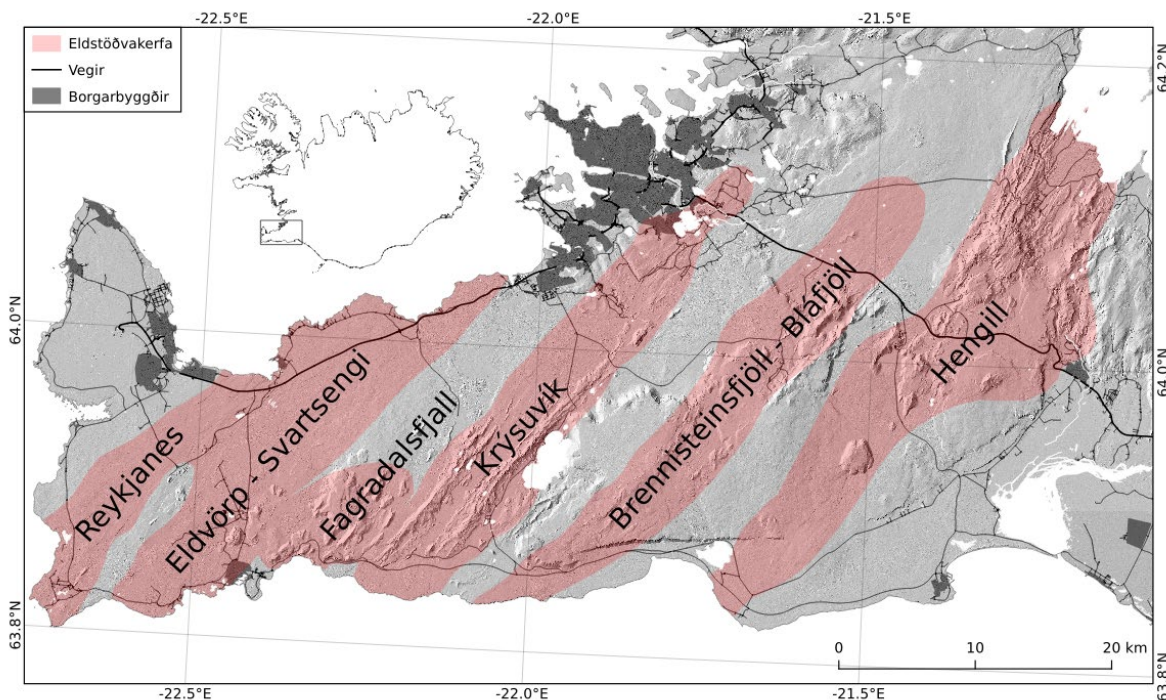 -22.5°E
-22.0°E
-21.5°E
Eldstöðvakerfa
Vegir
Borgarbyggðir
64.2°N
64.0°N
64.0°N
Reykjanes
Eldvörp - Svartsengi
Fagradalsfjall
Krýsuvík
Brennisteinsfjöll - Bláfjöll
Hengill
63.8°N
63.8°N
0 10 20 km
-22.5°E
-22.0°E
-21.5°E